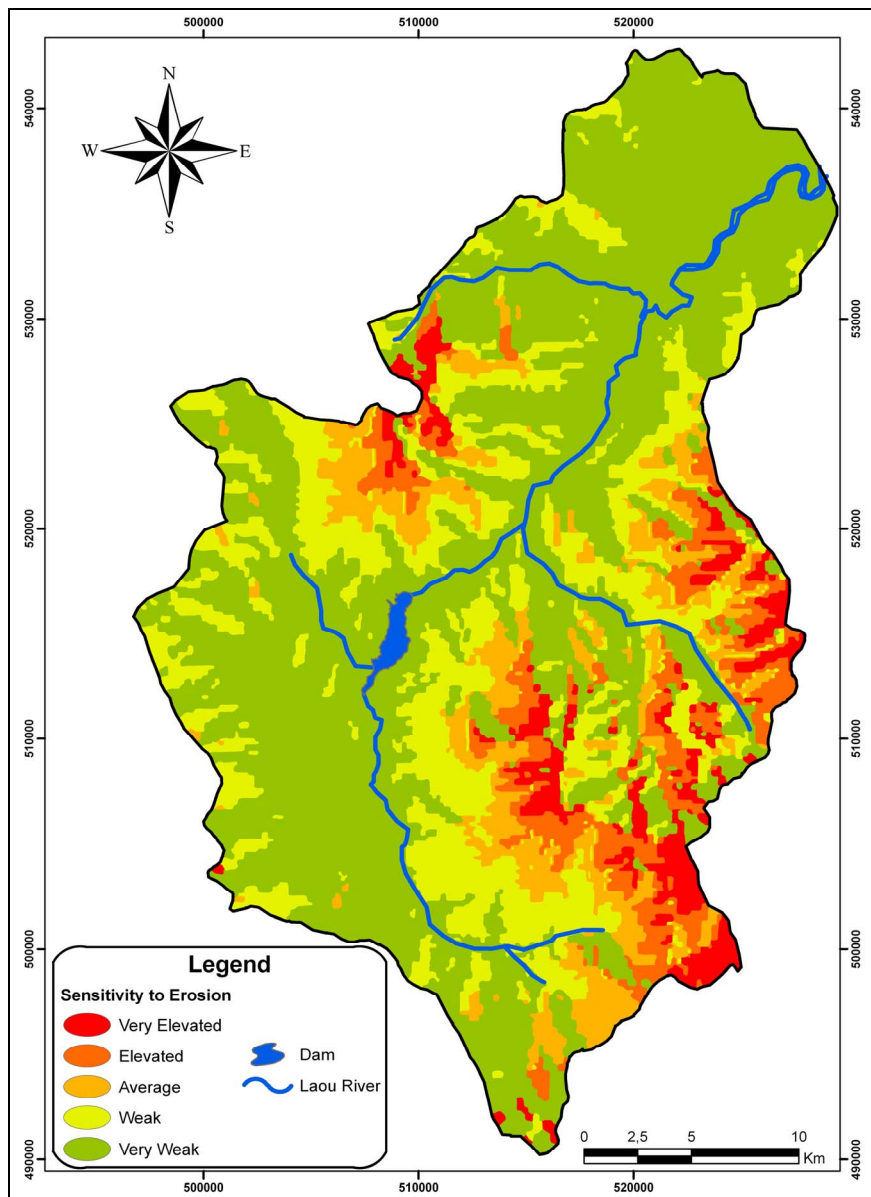 500000 510000 520000
N
W E
S
540000 540000
530000 530000
520000 520000
510000 510000
500000 500000
490000 490000
Legend
Sensitivity to Erosion
Very Elevated
Elevated
Average
Weak
Very Weak
Dam
Laou River
0 2,5 5 10
Km
500000 510000 520000